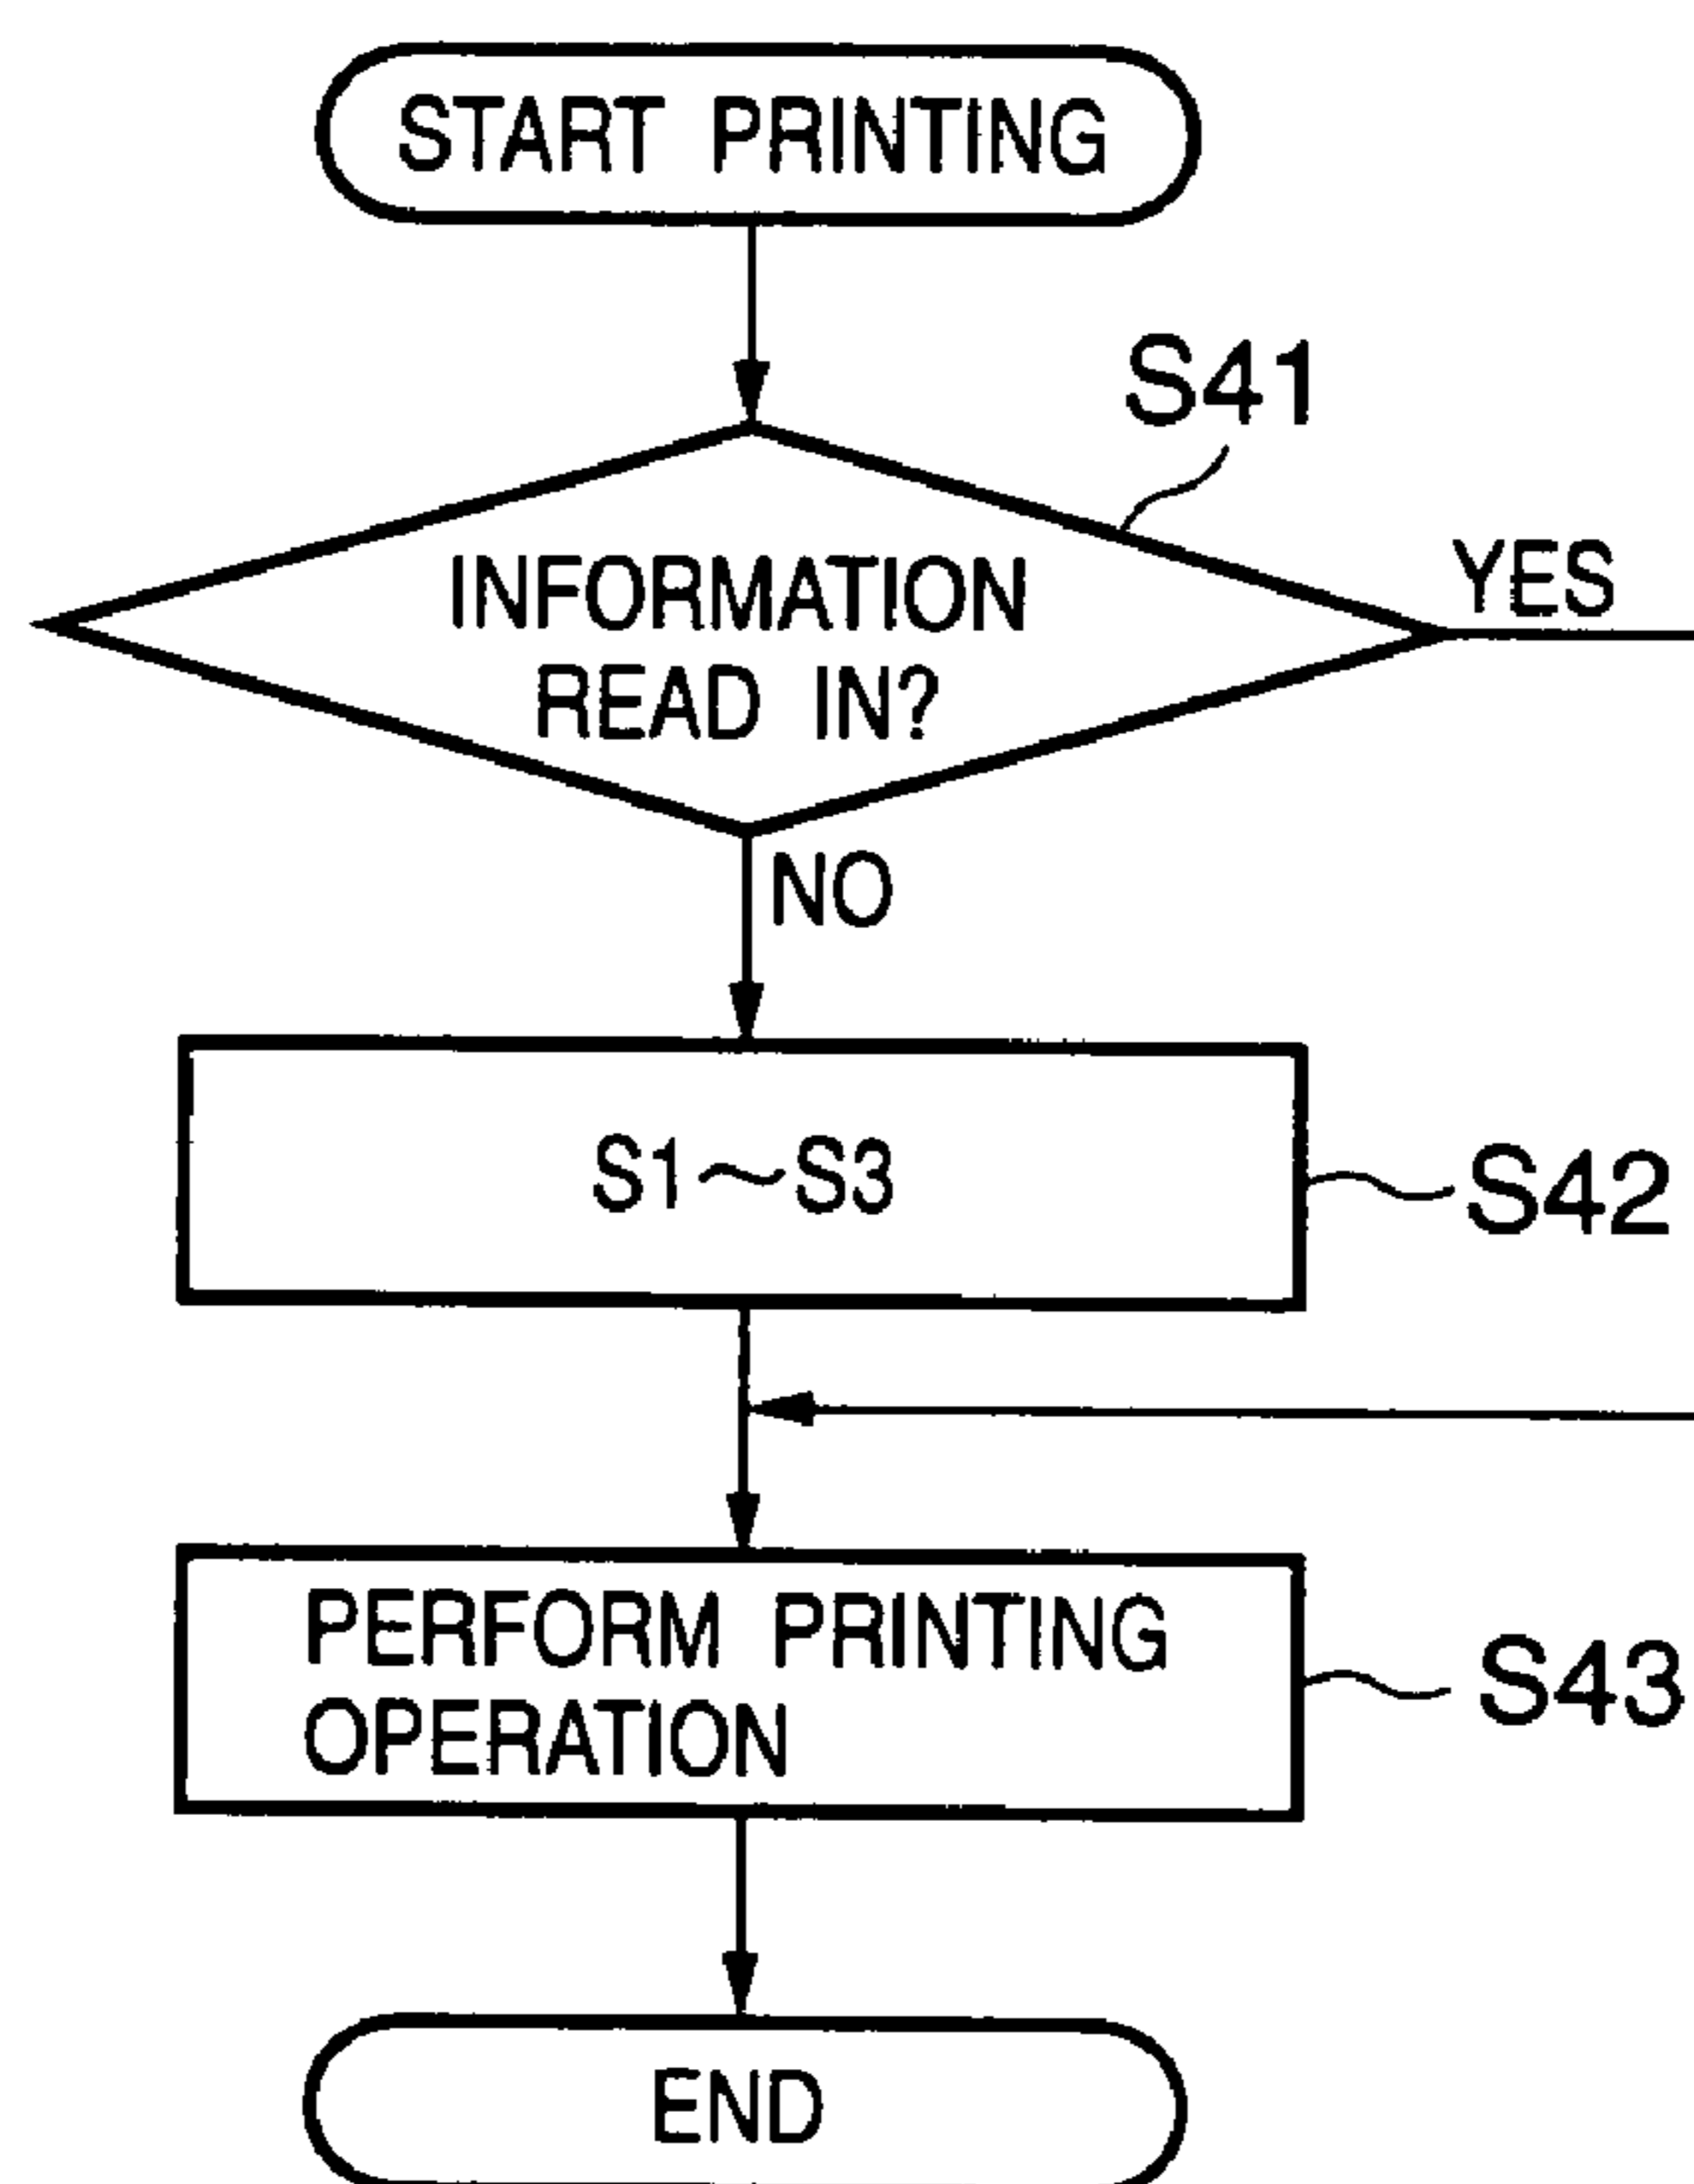 START PRINTING
S41
INFORMATION
READ IN?
YES
NO
S1～S3
S42
PERFORM PRINTING
OPERATION
S43
END